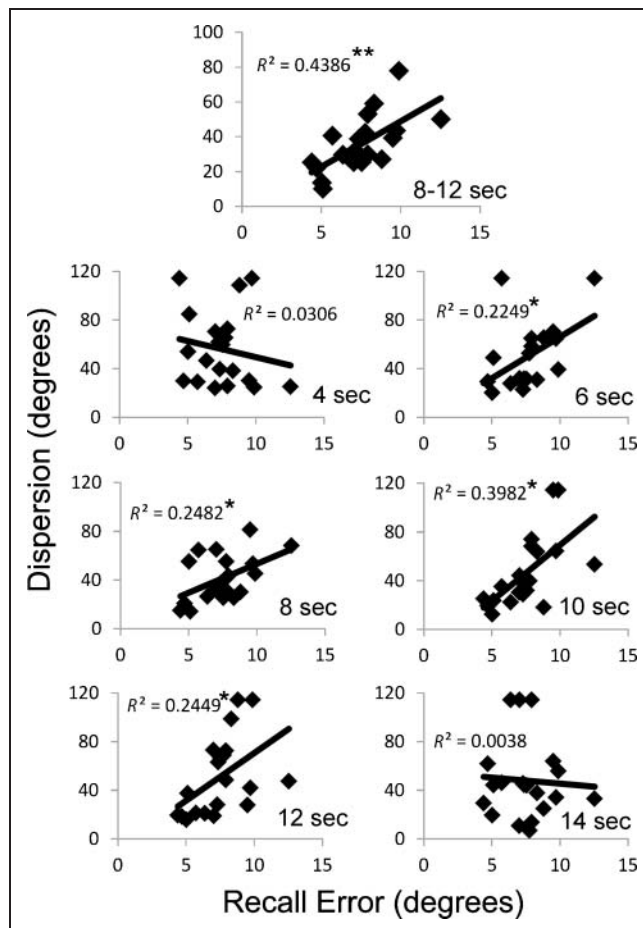 100
80
60
40
20
0
R² = 0.4386 **
8-12 sec
0 5 10 15
Dispersion (degrees)
120
80
40
0
R² = 0.0306
4 sec
0 5 10 15
120
80
40
0
R² = 0.2249*
6 sec
0 5 10 15
120
80
40
0
R² = 0.2482*
8 sec
0 5 10 15
120
80
40
0
R² = 0.3982*
10 sec
0 5 10 15
120
80
40
0
R² = 0.2449*
12 sec
0 5 10 15
120
80
40
0
R² = 0.0038
14 sec
0 5 10 15
Recall Error (degrees)